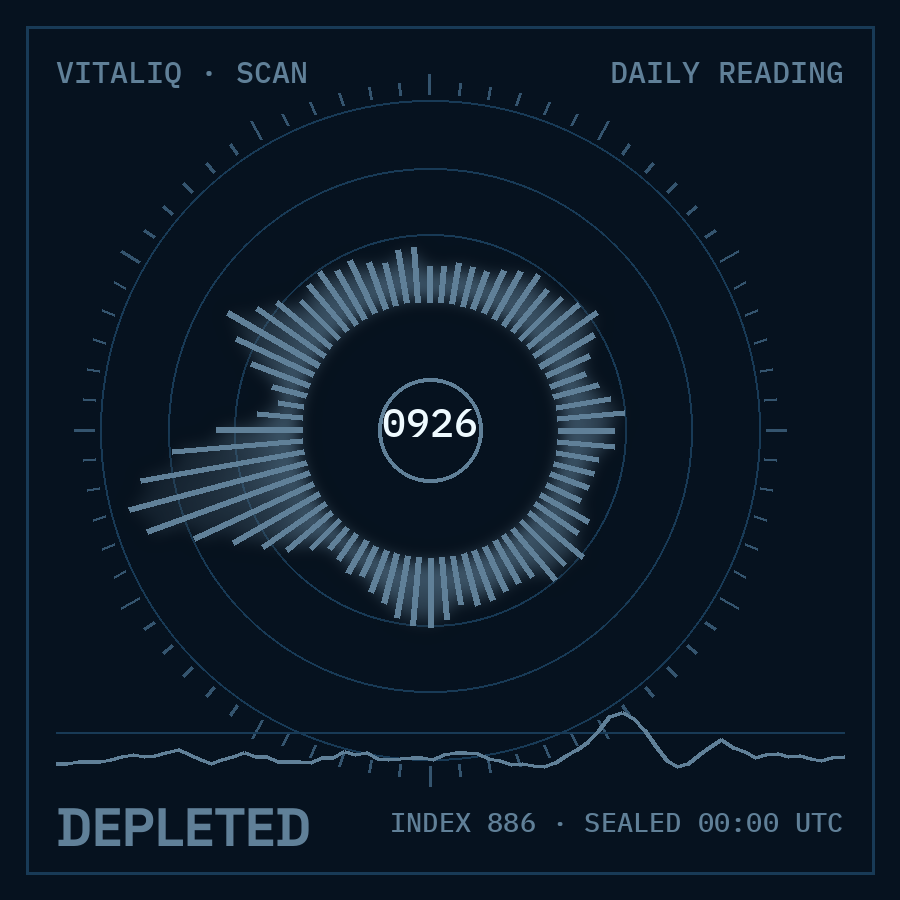 VITALIQ · SCAN
DAILY READING
0926
DEPLETED
INDEX 886 · SEALED 00:00 UTC